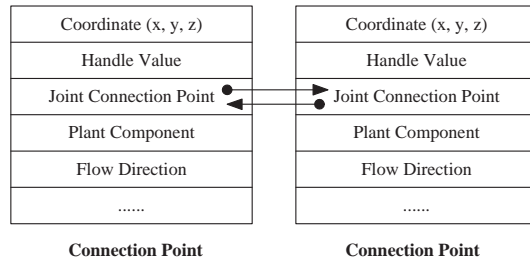 Coordinate (x, y, z)
Handle Value
Joint Connection Point
Plant Component
Flow Direction
......
Connection Point
Coordinate (x, y, z)
Handle Value
Joint Connection Point
Plant Component
Flow Direction
......
Connection Point